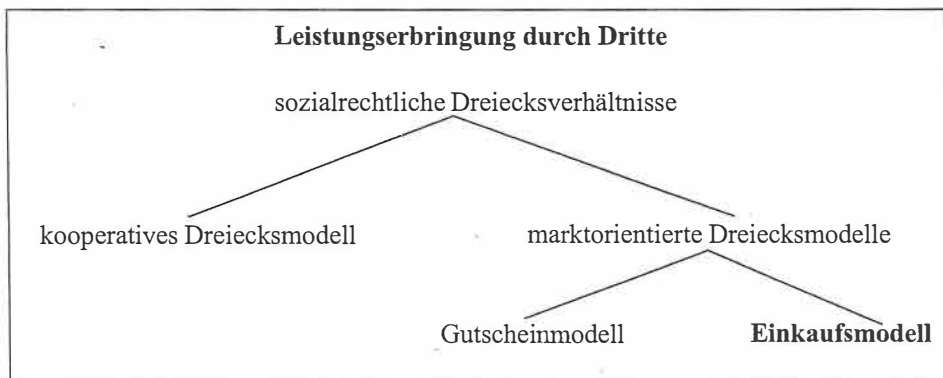 Leistungserbringung durch Dritte
sozialrechtliche Dreiecksverhältnisse
kooperatives Dreiecksmodell
marktorientierte Dreiecksmodelle
Gutscheinmodell
Einkaufsmodell